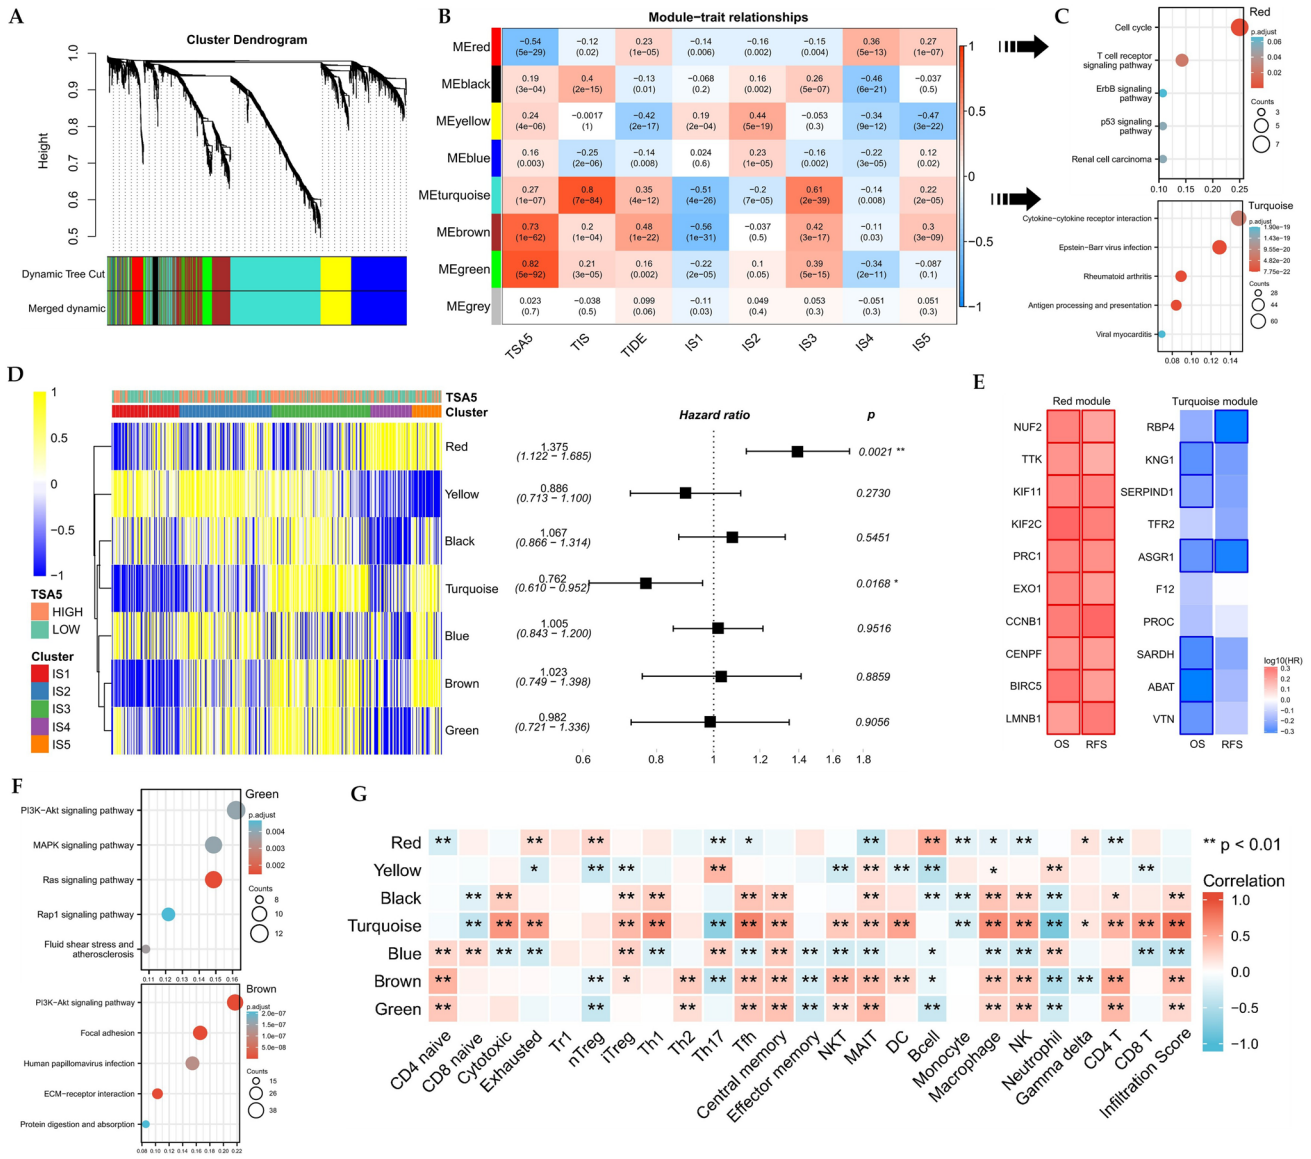 A
Cluster Dendrogram
Height
1.0
0.9
0.8
0.7
0.6
0.5
Dynamic Tree Cut
Merged dynamic
B
Module−trait relationships
MEred −0.54 −0.12 0.23 −0.14 −0.16 −0.15 0.36 0.27
(5e−29) (0.02) (1e−05) (0.006) (0.002) (0.004) (5e−13) (1e−07)
MEblack 0.19 0.4 −0.13 −0.068 0.16 0.26 −0.46 −0.037
(3e−04) (2e−15) (0.01) (0.2) (0.002) (5e−07) (6e−21) (0.5)
MEyellow 0.24 −0.0017 −0.42 0.19 0.44 −0.053 −0.34 −0.47
(4e−06) (1) (2e−17) (2e−04) (5e−19) (0.3) (9e−12) (3e−22)
MEblue 0.16 −0.25 −0.14 0.024 0.23 −0.16 −0.22 0.12
(0.003) (2e−06) (0.008) (0.6) (1e−05) (0.002) (3e−05) (0.02)
MEturquoise 0.27 0.8 0.35 −0.51 −0.2 0.61 −0.14 0.22
(1e−07) (7e−84) (4e−12) (4e−26) (7e−05) (2e−39) (0.008) (2e−05)
MEbrown 0.73 0.2 0.48 −0.56 −0.037 0.42 −0.11 0.3
(1e−62) (1e−04) (1e−22) (1e−31) (0.5) (3e−17) (0.03) (3e−09)
MEgreen 0.82 0.21 0.16 −0.22 0.1 0.39 −0.34 −0.087
(5e−92) (3e−05) (0.002) (2e−05) (0.05) (5e−15) (2e−11) (0.1)
MEgrey 0.023 −0.038 0.099 −0.11 0.049 0.053 −0.051 0.051
(0.7) (0.5) (0.06) (0.03) (0.4) (0.3) (0.3) (0.3)
TSA5 TIS TIDE IS1 IS2 IS3 IS4 IS5
1
0.5
0
−0.5
−1
C
Red
Cell cycle
T cell receptor
signaling pathway
ErbB signaling
pathway
p53 signaling
pathway
Renal cell carcinoma
0.10 0.15 0.20 0.25
p.adjust
0.06
0.04
0.02
Counts
3
5
7
Turquoise
Cytokine−cytokine receptor interaction
Epstein−Barr virus infection
Rheumatoid arthritis
Antigen processing and presentation
Viral myocarditis
0.08 0.10 0.12 0.14
p.adjust
1.90e−19
1.43e−19
9.55e−20
4.82e−20
7.75e−22
Counts
28
44
60
D
1
0.5
0
−0.5
−1
TSA5
HIGH
LOW
Cluster
IS1
IS2
IS3
IS4
IS5
TSA5
Cluster
Red
Yellow
Black
Turquoise
Blue
Brown
Green
Hazard ratio p
1.375
(1.122 − 1.685) 0.0021 **
0.886
(0.713 − 1.100) 0.2730
1.067
(0.866 − 1.314) 0.5451
0.762
(0.610 − 0.952) 0.0168 *
1.005
(0.843 − 1.200) 0.9516
1.023
(0.749 − 1.398) 0.8859
0.982
(0.721 − 1.336) 0.9056
0.6 0.8 1 1.2 1.4 1.6 1.8
E
Red module
NUF2
TTK
KIF11
KIF2C
PRC1
EXO1
CCNB1
CENPF
BIRC5
LMNB1
OS RFS
Turquoise module
RBP4
KNG1
SERPIND1
TFR2
ASGR1
F12
PROC
SARDH
ABAT
VTN
OS RFS
log10(HR)
0.3
0.2
0.1
0.0
−0.1
−0.2
−0.3
F
Green
PI3K−Akt signaling pathway
MAPK signaling pathway
Ras signaling pathway
Rap1 signaling pathway
Fluid shear stress and
atherosclerosis
0.11 0.12 0.13 0.14 0.15 0.16
p.adjust
0.004
0.003
0.002
Counts
8
10
12
Brown
PI3K−Akt signaling pathway
Focal adhesion
Human papillomavirus infection
ECM−receptor interaction
Protein digestion and absorption
0.08 0.10 0.12 0.14 0.16 0.18 0.20 0.22
p.adjust
2.0e−07
1.5e−07
1.0e−07
5.0e−08
Counts
15
26
38
G
Red ** ** ** ** * ** ** ** * ** * **
Yellow * ** ** ** ** ** ** ** * ** **
Black ** ** ** ** ** ** ** ** ** ** ** ** * **
Turquoise ** ** ** ** ** ** ** ** ** ** ** ** ** ** ** * ** ** **
Blue ** ** ** ** ** ** ** ** ** ** ** ** * ** ** ** ** **
Brown ** ** * ** ** ** ** ** ** ** ** * ** ** ** ** ** **
Green ** ** ** ** ** ** ** ** ** ** ** ** **
CD4 naive
CD8 naive
Cytotoxic
Exhausted
Tr1
nTreg
iTreg
Th1
Th2
Th17
Tfh
Central memory
Effector memory
NKT
MAIT
DC
Bcell
Monocyte
Macrophage
NK
Neutrophil
Gamma delta
CD4 T
CD8 T
Infiltration Score
** p < 0.01
Correlation
1.0
0.5
0.0
−0.5
−1.0